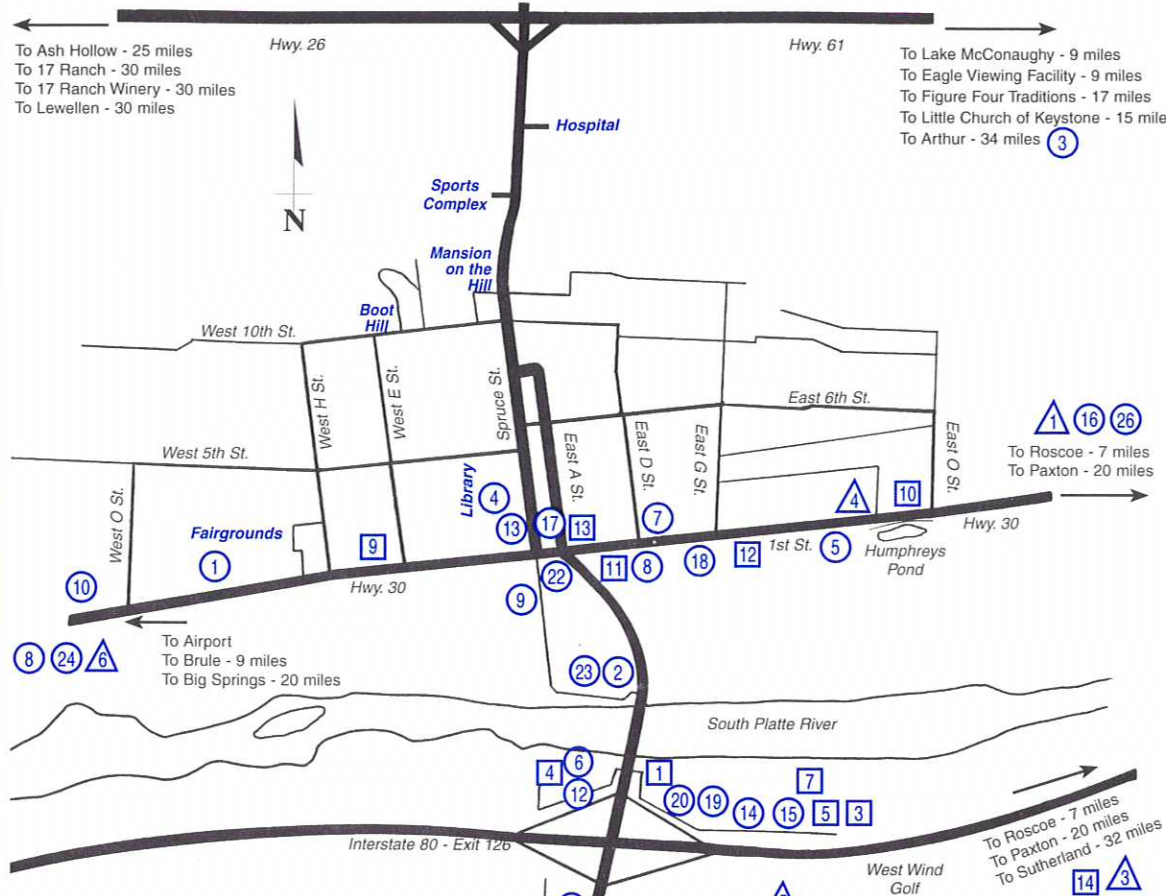 Hwy. 26
Hwy. 61
To Ash Hollow - 25 miles
To 17 Ranch - 30 miles
To 17 Ranch Winery - 30 miles
To Lewellen - 30 miles
To Lake McConaughy - 9 miles
To Eagle Viewing Facility - 9 miles
To Figure Four Traditions - 17 miles
To Little Church of Keystone - 15 mile
To Arthur - 34 miles 3
N
Hospital
Sports
Complex
Mansion
on the
Hill
Boot
Hill
West 10th St.
West H St.
West E St.
Spruce St.
East 6th St.
West 5th St.
East A St.
East D St.
East G St.
East O St.
West O St.
Library
1 16 26
To Roscoe - 7 miles
To Paxton - 20 miles
Fairgrounds
4
13
17
13
7
4
10
Hwy. 30
10
1
9
Hwy. 30
9
22
11
8
18
12
1st St.
5
Humphreys
Pond
8 24 6
To Airport
To Brule - 9 miles
To Big Springs - 20 miles
23 2
South Platte River
4
6
12
1
20
19
14
15
7
5
3
Interstate 80 - Exit 126
To Roscoe - 7 miles
To Paxton - 20 miles
To Sutherland - 32 miles
West Wind
Golf
14 3